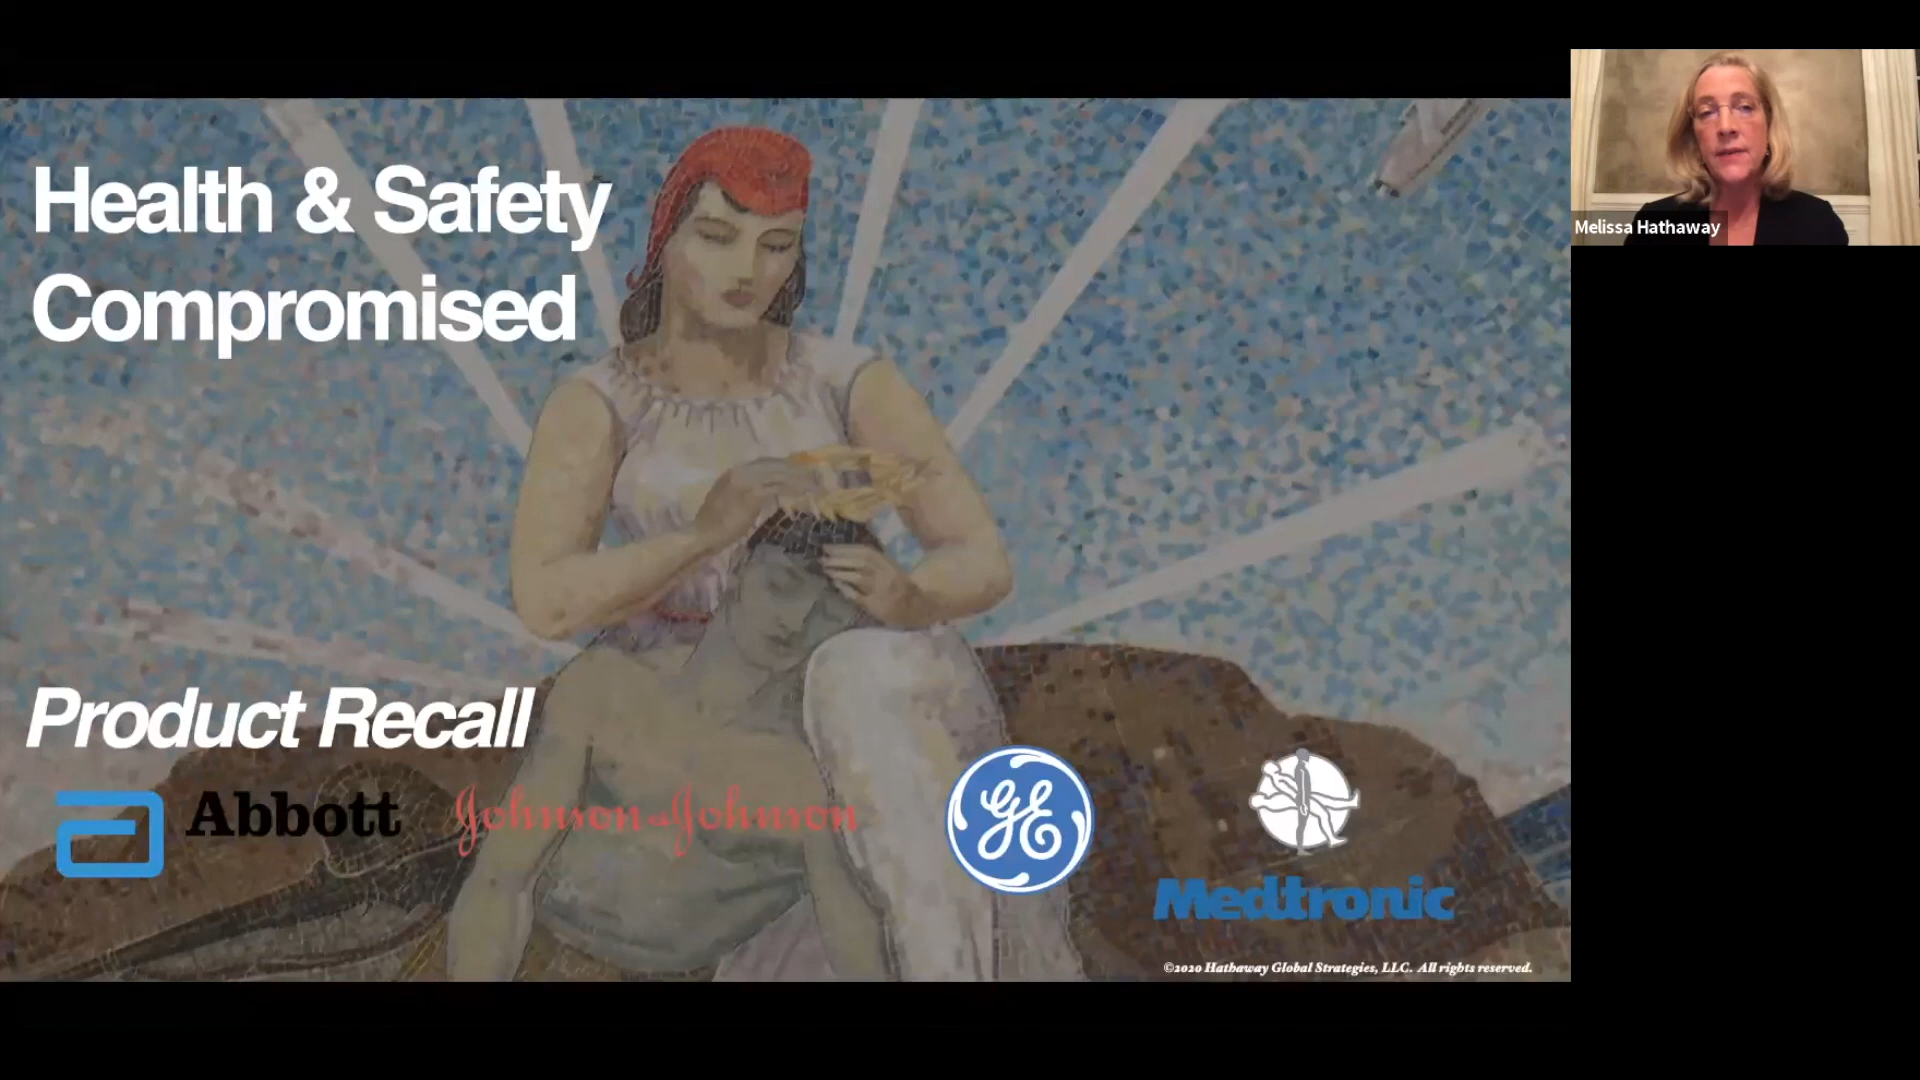 Health & Safety
Compromised
Melissa Hathaway
Product Recall
Abbott
Johnson & Johnson
GE
Medtronic
©2020 Hathaway Global Strategies, LLC. All rights reserved.